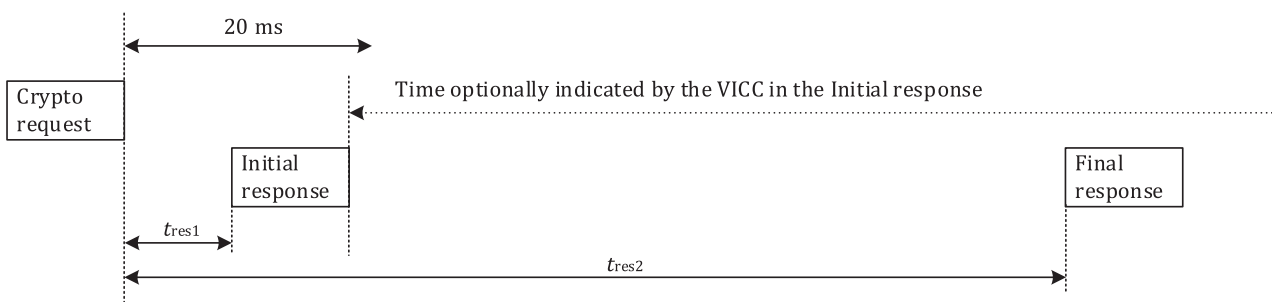 20 ms
Time optionally indicated by the VICC in the Initial response
Crypto
request
Initial
response
Final
response
tres1
tres2